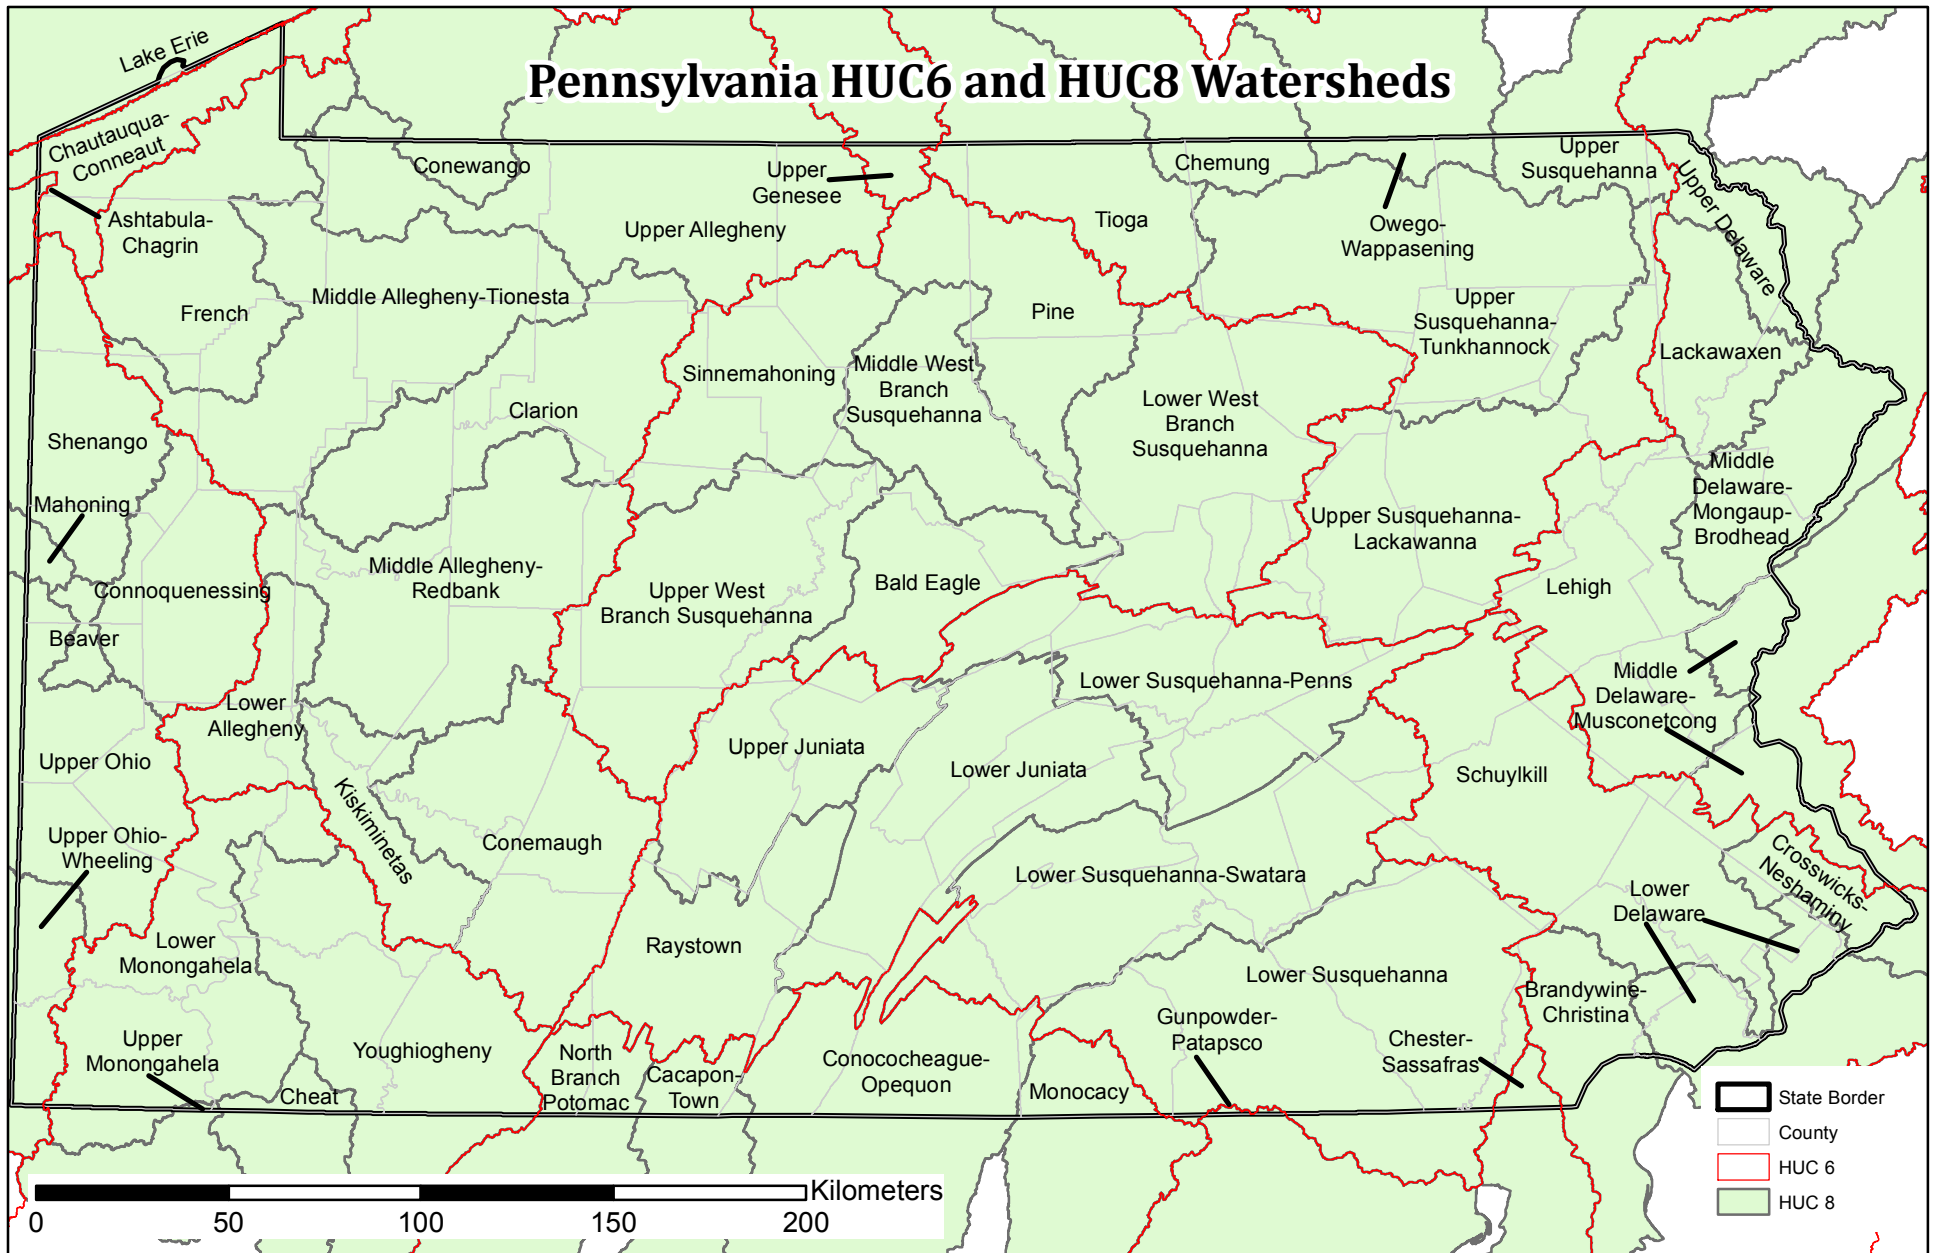 Pennsylvania HUC6 and HUC8 Watersheds
Lake Erie
Chautauqua-
Conneaut
Ashtabula-
Chagrin
Conewango
Upper
Genesee
Chemung
Upper
Susquehanna
Upper Delaware
Upper Allegheny
Tioga
Owego-
Wappasening
French
Middle Allegheny-Tionesta
Pine
Upper
Susquehanna-
Tunkhannock
Lackawaxen
Sinnemahoning
Middle West
Branch
Susquehanna
Clarion
Lower West
Branch
Susquehanna
Shenango
Mahoning
Middle
Delaware-
Mongaup-
Brodhead
Upper Susquehanna-
Lackawanna
Connoquenessing
Middle Allegheny-
Redbank
Upper West
Branch Susquehanna
Bald Eagle
Lehigh
Beaver
Lower
Allegheny
Lower Susquehanna-Penns
Middle
Delaware-
Musconetcong
Upper Ohio
Upper Juniata
Lower Juniata
Schuylkill
Kiskiminetas
Upper Ohio-
Wheeling
Conemaugh
Lower Susquehanna-Swatara
Crosswicks-
Neshaminy
Lower
Delaware
Lower
Monongahela
Raystown
Lower Susquehanna
Brandywine-
Christina
Upper
Monongahela
Youghiogheny
North
Branch
Potomac
Cacapon-
Town
Conococheague-
Opequon
Monocacy
Gunpowder-
Patapsco
Chester-
Sassafras
Cheat
State Border
County
HUC 6
HUC 8
Kilometers
0 50 100 150 200